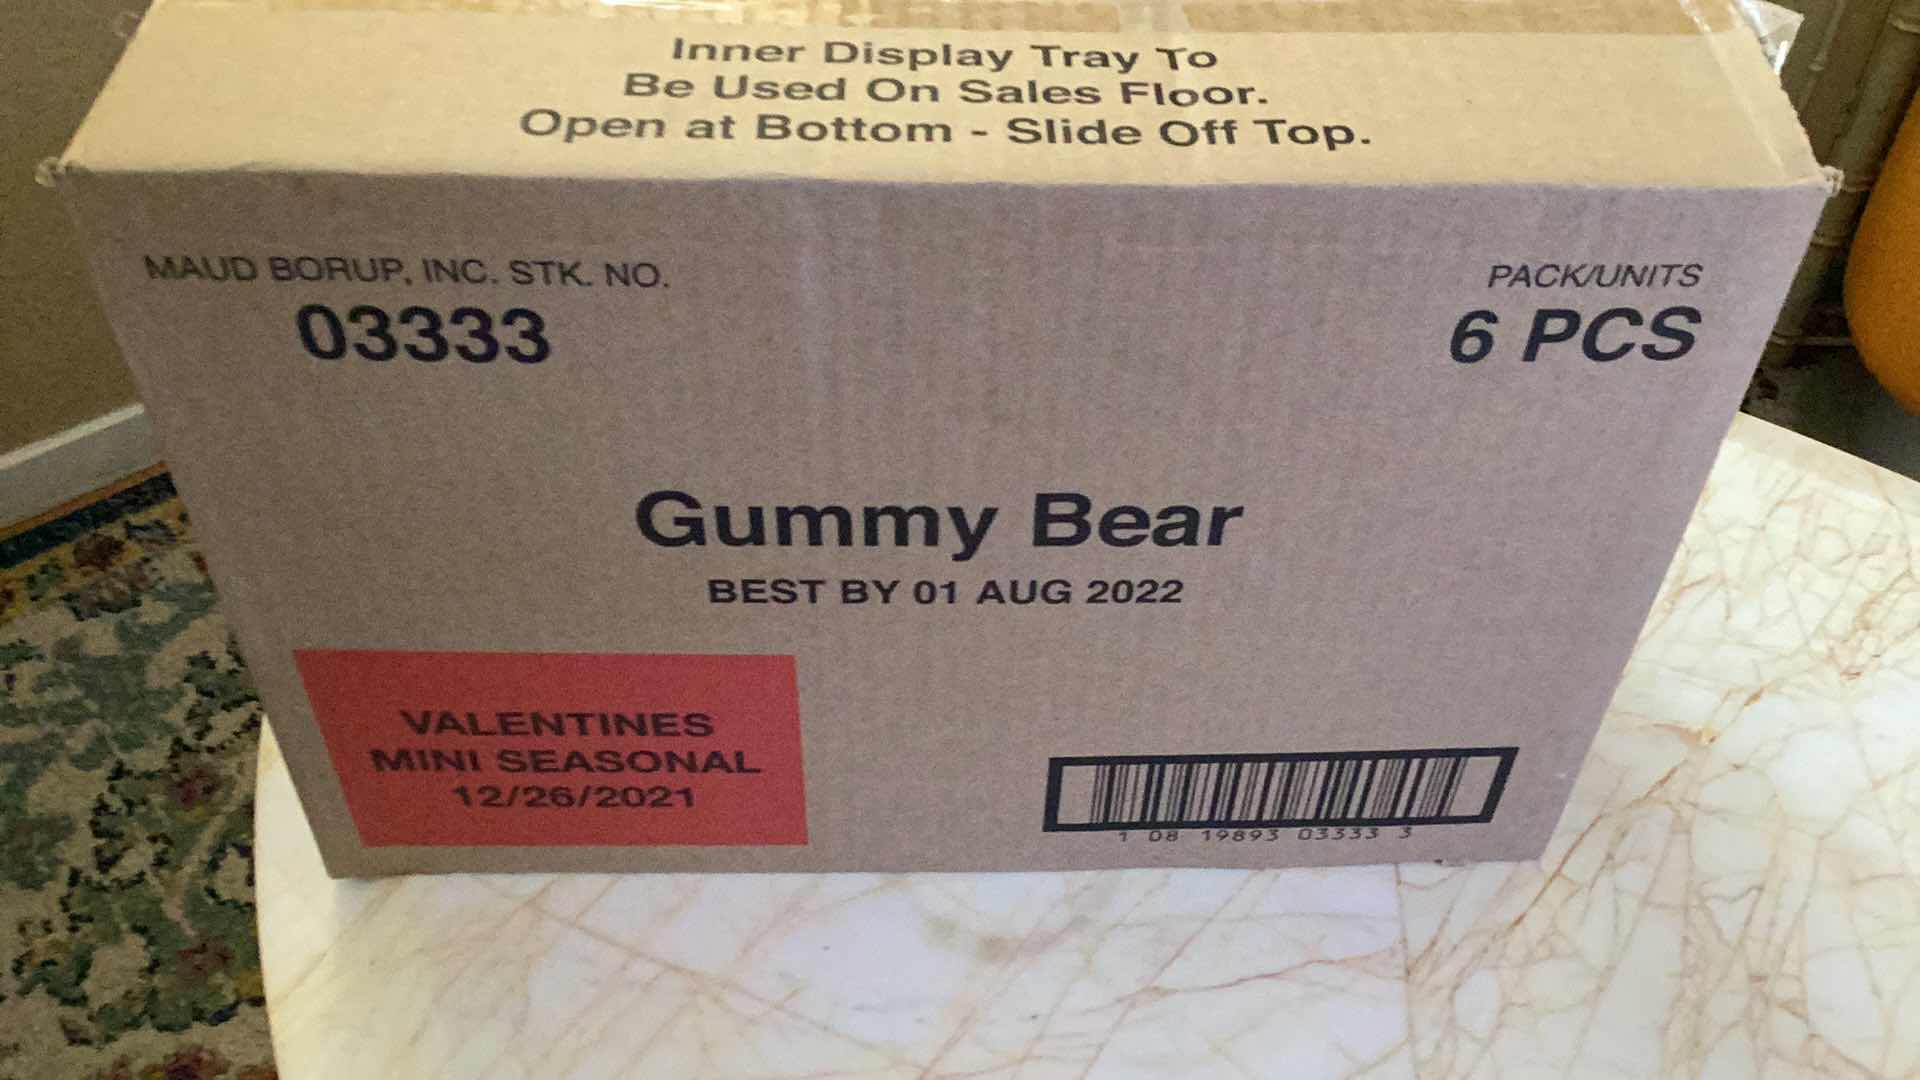 Inner Display Tray To
Be Used On Sales Floor.
Open at Bottom - Slide Off Top.
MAUD BORUP, INC. STK. NO.
03333
PACK/UNITS
6 PCS
Gummy Bear
BEST BY 01 AUG 2022
VALENTINES
MINI SEASONAL
12/26/2021
1 08 19893 03333 3